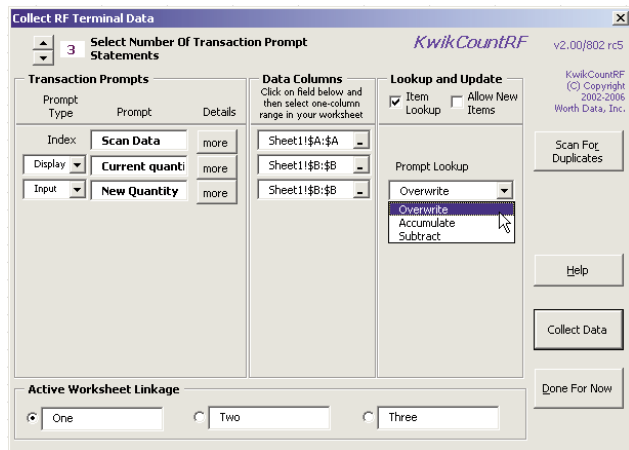 Collect RF Terminal Data
3 Select Number Of Transaction Prompt Statements
KwikCountRF
v2.00/802 rc5
KwikCountRF
(C) Copyright
2002-2006
Worth Data, Inc.
Transaction Prompts
Prompt Type Prompt Details
Index Scan Data more
Display Current quanti more
Input New Quantity more
Data Columns
Click on field below and
then select one-column
range in your worksheet
Sheet1!$A:$A
Sheet1!$B:$B
Sheet1!$B:$B
Lookup and Update
Item Lookup Allow New Items
Prompt Lookup
Overwrite
Overwrite
Accumulate
Subtract
Scan For
Duplicates
Help
Collect Data
Done For Now
Active Worksheet Linkage
One Two Three